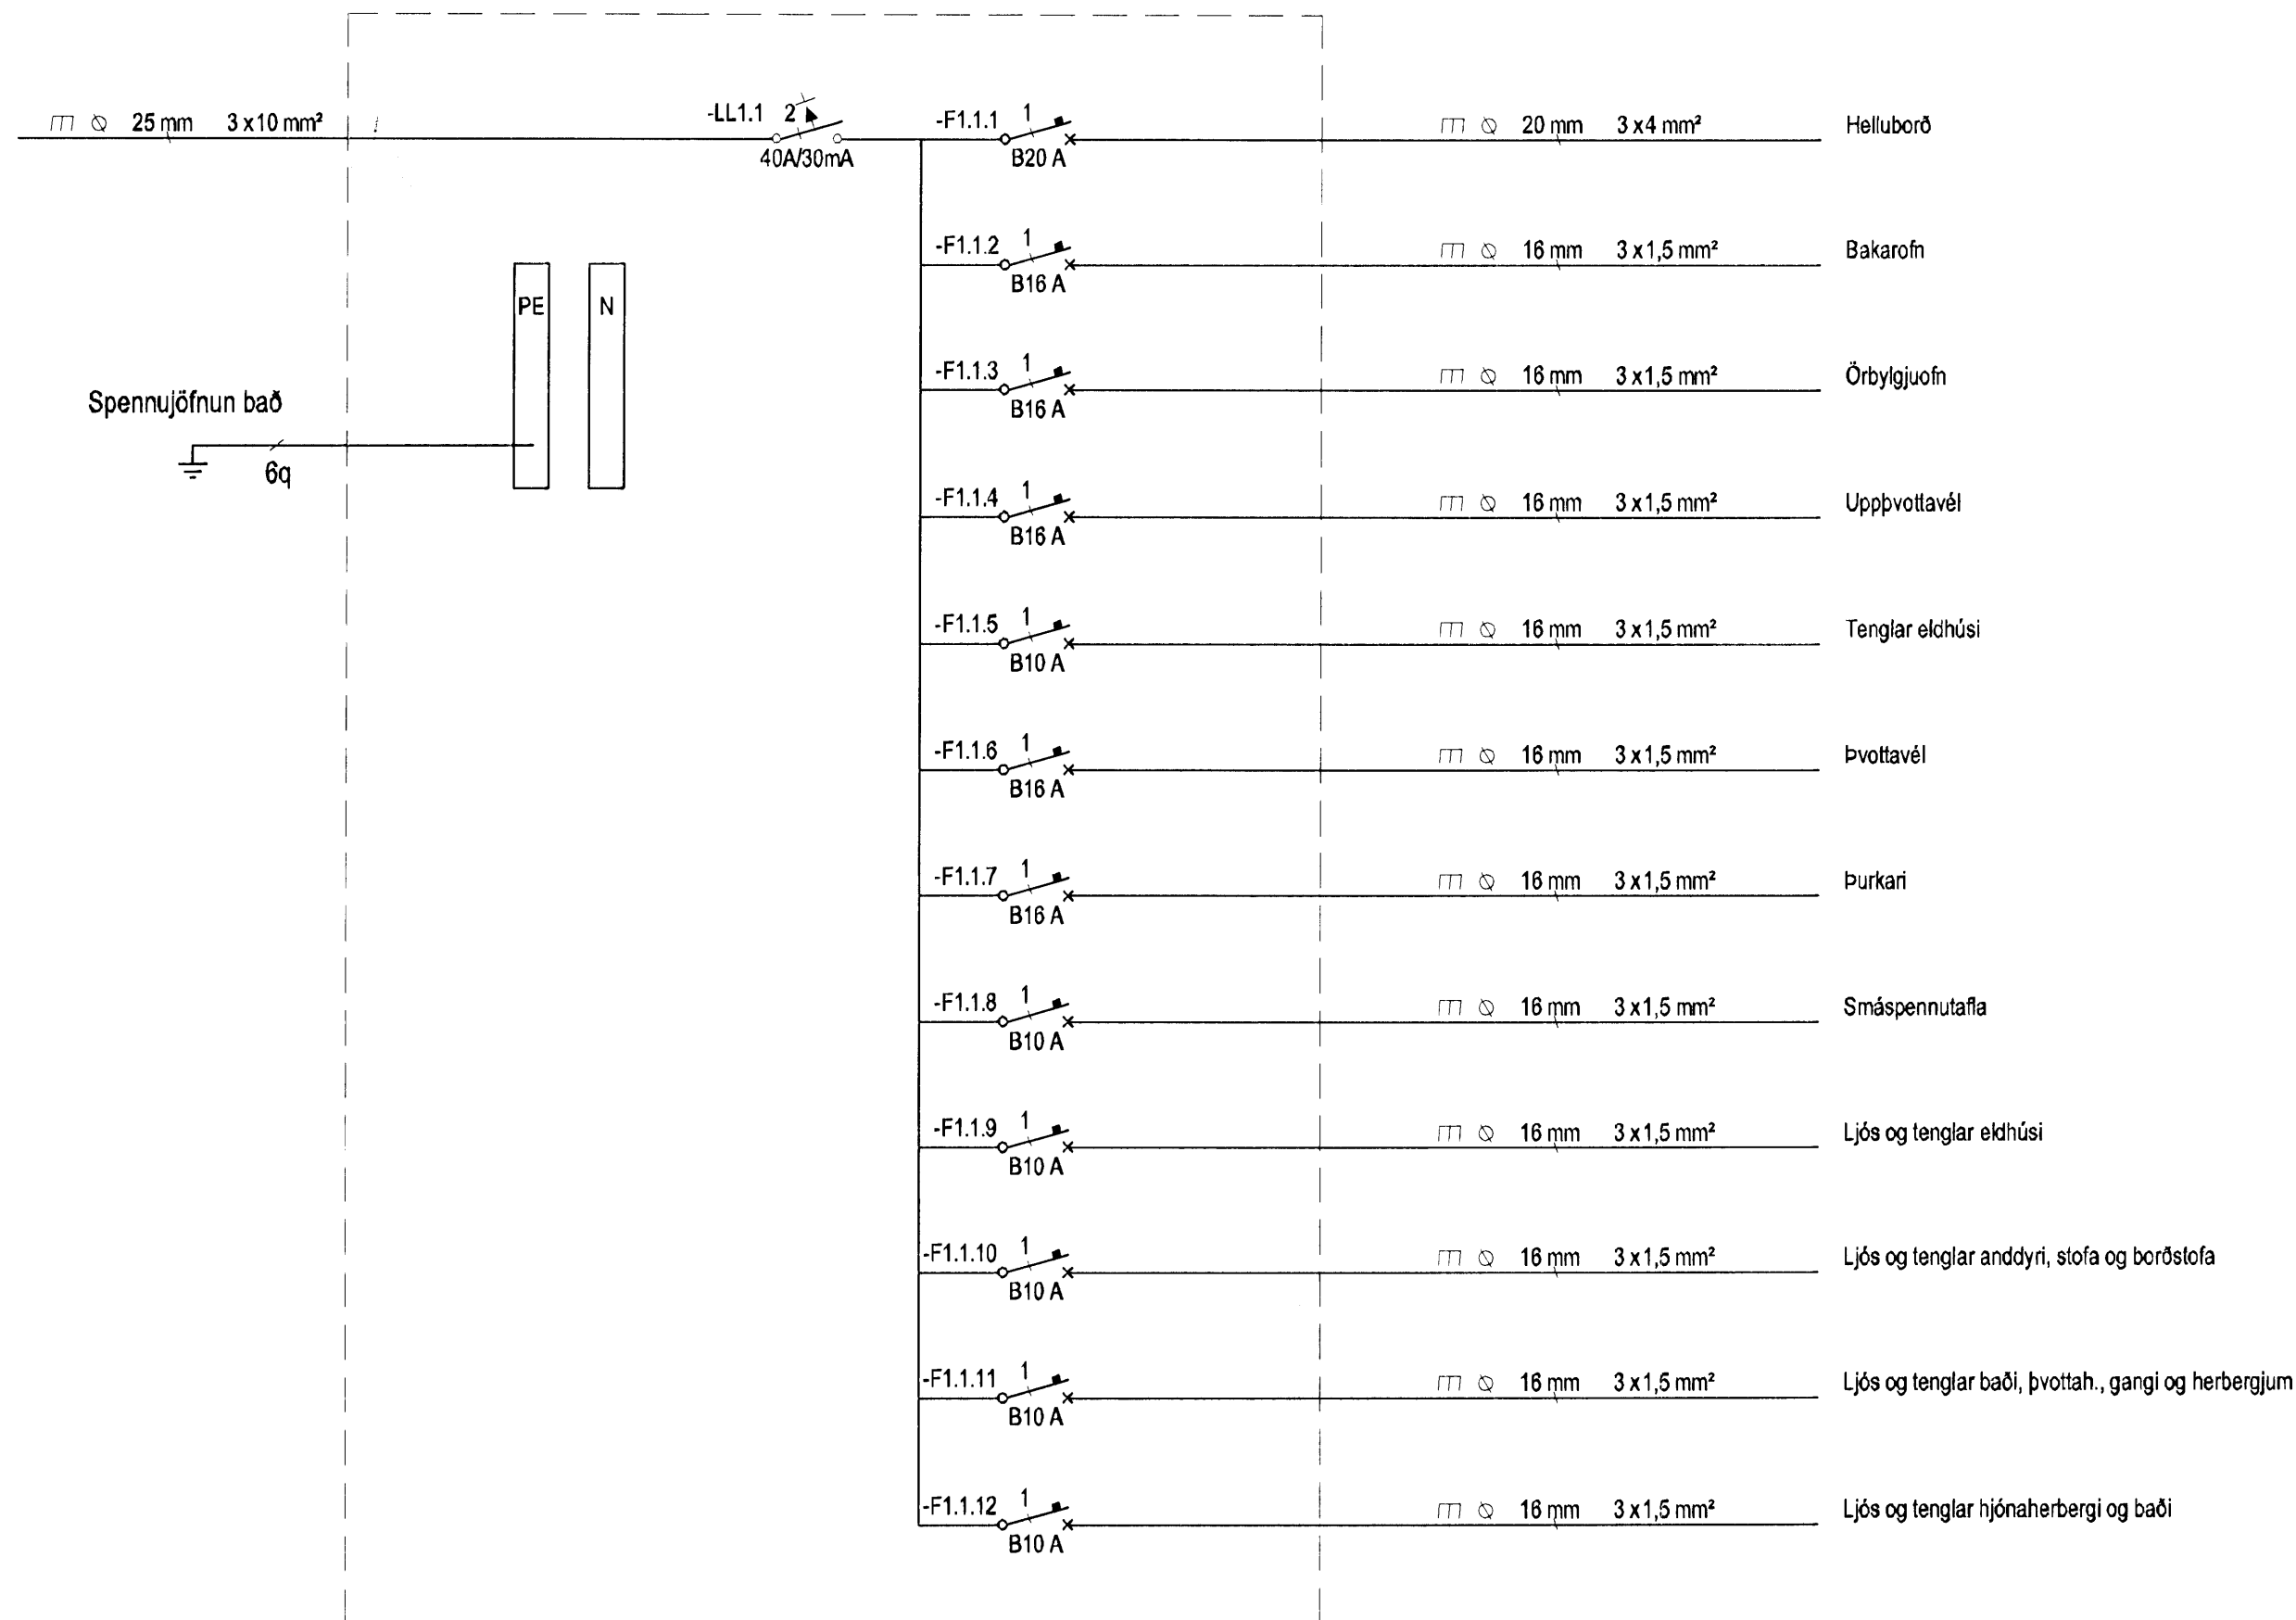 25 mm 3 x 10 mm²
-LL1.1 2
40A/30mA
-F1.1.1 1
B20 A
20 mm 3 x 4 mm² Helluborð
-F1.1.2 1
B16 A
16 mm 3 x 1,5 mm² Bakarofn
PE N
-F1.1.3 1
B16 A
16 mm 3 x 1,5 mm² Örbylgjuofn
Spennujöfnun bað
6q
-F1.1.4 1
B16 A
16 mm 3 x 1,5 mm² Uppþvottavél
-F1.1.5 1
B10 A
16 mm 3 x 1,5 mm² Tenglar eldhúsi
-F1.1.6 1
B16 A
16 mm 3 x 1,5 mm² Þvottavél
-F1.1.7 1
B16 A
16 mm 3 x 1,5 mm² Þurkari
-F1.1.8 1
B10 A
16 mm 3 x 1,5 mm² Smáspennutafla
-F1.1.9 1
B10 A
16 mm 3 x 1,5 mm² Ljós og tenglar eldhúsi
-F1.1.10 1
B10 A
16 mm 3 x 1,5 mm² Ljós og tenglar anddyri, stofa og borðstofa
-F1.1.11 1
B10 A
16 mm 3 x 1,5 mm² Ljós og tenglar baði, þvottah., gangi og herbergjum
-F1.1.12 1
B10 A
16 mm 3 x 1,5 mm² Ljós og tenglar hjónaherbergi og baði